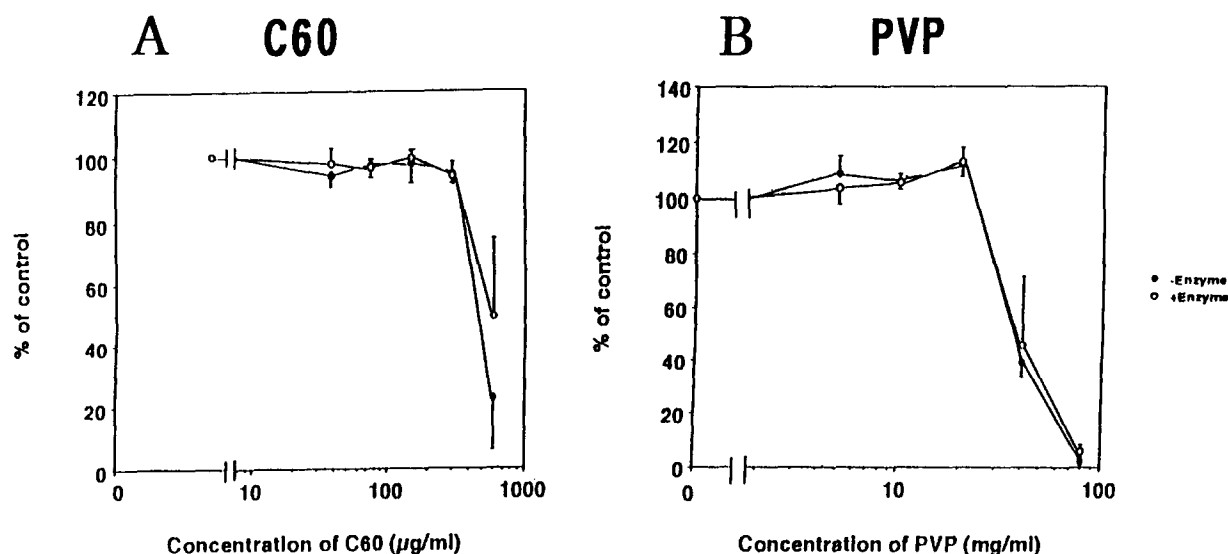 A C60
B PVP
120
100
80
60
40
20
0
0
10
100
1000
% of control
Concentration of C60 (µg/ml)
140
120
100
80
60
40
20
0
0
10
100
% of control
Concentration of PVP (mg/ml)
-Enzyme
+Enzyme